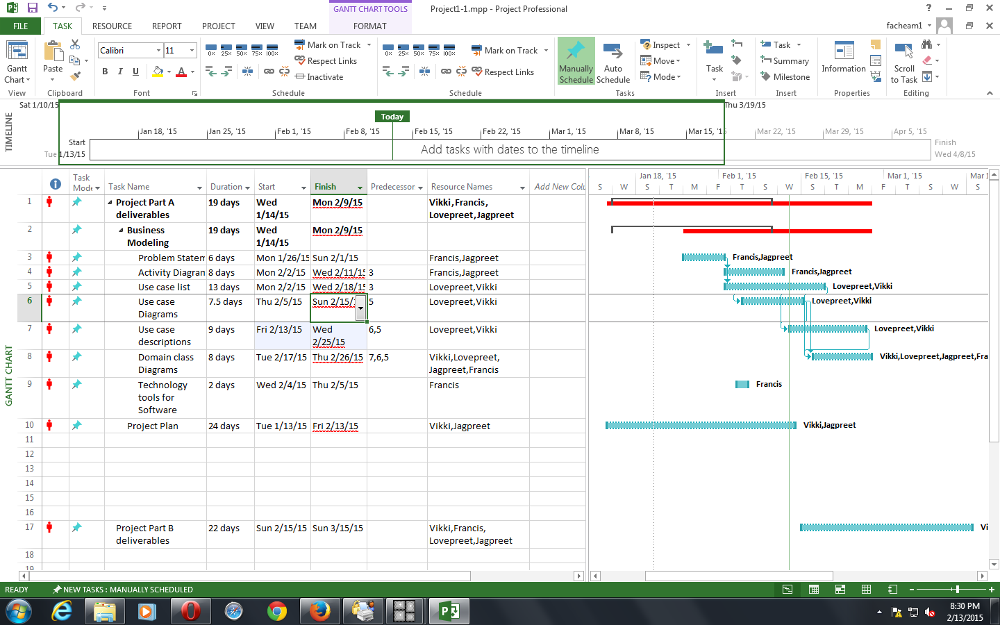 GANTT CHART TOOLS
Project1-1.mpp - Project Professional
?
FILE
TASK
RESOURCE
REPORT
PROJECT
VIEW
TEAM
FORMAT
facheam1
Gantt Chart
View
Paste
Clipboard
Calibri
11
B I U A
Font
0% 25% 50% 75% 100%
Mark on Track
Respect Links
Inactivate
Schedule
0% 25% 50% 75% 100%
Mark on Track
Respect Links
Schedule
Manually Schedule
Auto Schedule
Inspect
Move
Mode
Tasks
Task
Insert
Task
Summary
Milestone
Insert
Information
Properties
Scroll to Task
Editing
TIMELINE
Sat 1/10/15
Thu 3/19/15
Today
Jan 18, '15 Jan 25, '15 Feb 1, '15 Feb 8, '15 Feb 15, '15 Feb 22, '15 Mar 1, '15 Mar 8, '15 Mar 15, '15 Mar 22, '15 Mar 29, '15 Apr 5, '15
Start
Tue 1/13/15
Add tasks with dates to the timeline
Finish
Wed 4/8/15
GANTT CHART
Task Mode Task Name Duration Start Finish Predecessor: Resource Names Add New Colu
1 Project Part A deliverables 19 days Wed 1/14/15 Mon 2/9/15 Vikki,Francis, Lovepreet,Jagpreet
2 Business Modeling 19 days Wed 1/14/15 Mon 2/9/15
3 Problem Statem 6 days Mon 1/26/15 Sun 2/1/15 Francis,Jagpreet
4 Activity Diagran 8 days Mon 2/2/15 Wed 2/11/15 3 Francis,Jagpreet
5 Use case list 13 days Mon 2/2/15 Wed 2/18/15 3 Lovepreet,Vikki
6 Use case Diagrams 7.5 days Thu 2/5/15 Sun 2/15/ 5 Lovepreet,Vikki
7 Use case descriptions 9 days Fri 2/13/15 Wed 2/25/15 6,5 Lovepreet,Vikki
8 Domain class Diagrams 8 days Tue 2/17/15 Thu 2/26/15 7,6,5 Vikki,Lovepreet, Jagpreet,Francis
9 Technology tools for Software 2 days Wed 2/4/15 Thu 2/5/15 Francis
10 Project Plan 24 days Tue 1/13/15 Fri 2/13/15 Vikki,Jagpreet
11
12
13
14
15
16
17 Project Part B deliverables 22 days Sun 2/15/15 Sun 3/15/15 Vikki,Francis, Lovepreet,Jagpreet
18
19
Jan 18, '15 Feb 1, '15 Feb 15, '15 Mar 1, '15 Mar 1
S W S T M F T S W S T M F T S W S
Francis,Jagpreet
Francis,Jagpreet
Lovepreet,Vikki
Lovepreet,Vikki
Lovepreet,Vikki
Vikki,Lovepreet,Jagpreet,Fra
Francis
Vikki,Jagpreet
Vi
READY
NEW TASKS : MANUALLY SCHEDULED
8:30 PM
2/13/2015